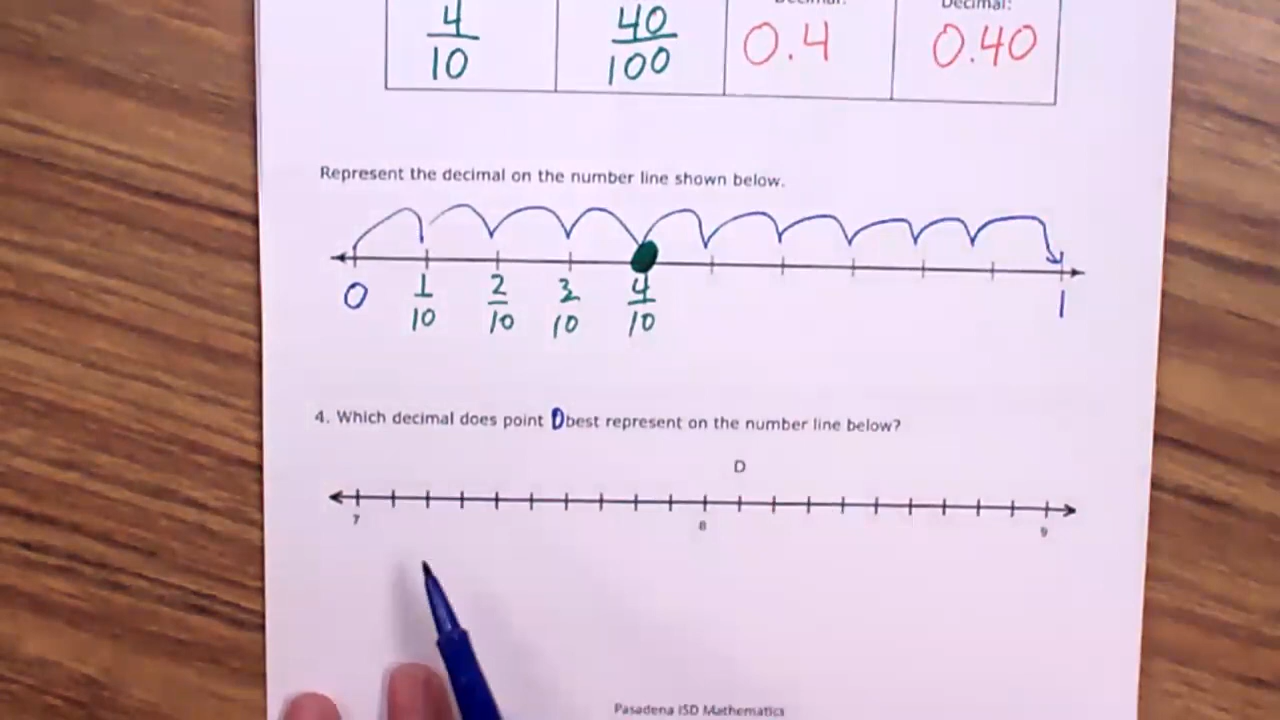 Decimal: Decimal:
4/10 40/100 0.4 0.40
Represent the decimal on the number line shown below.
0 1/10 2/10 3/10 4/10 1
4. Which decimal does point D best represent on the number line below?
D
7 8 9
Pasadena ISD Mathematics